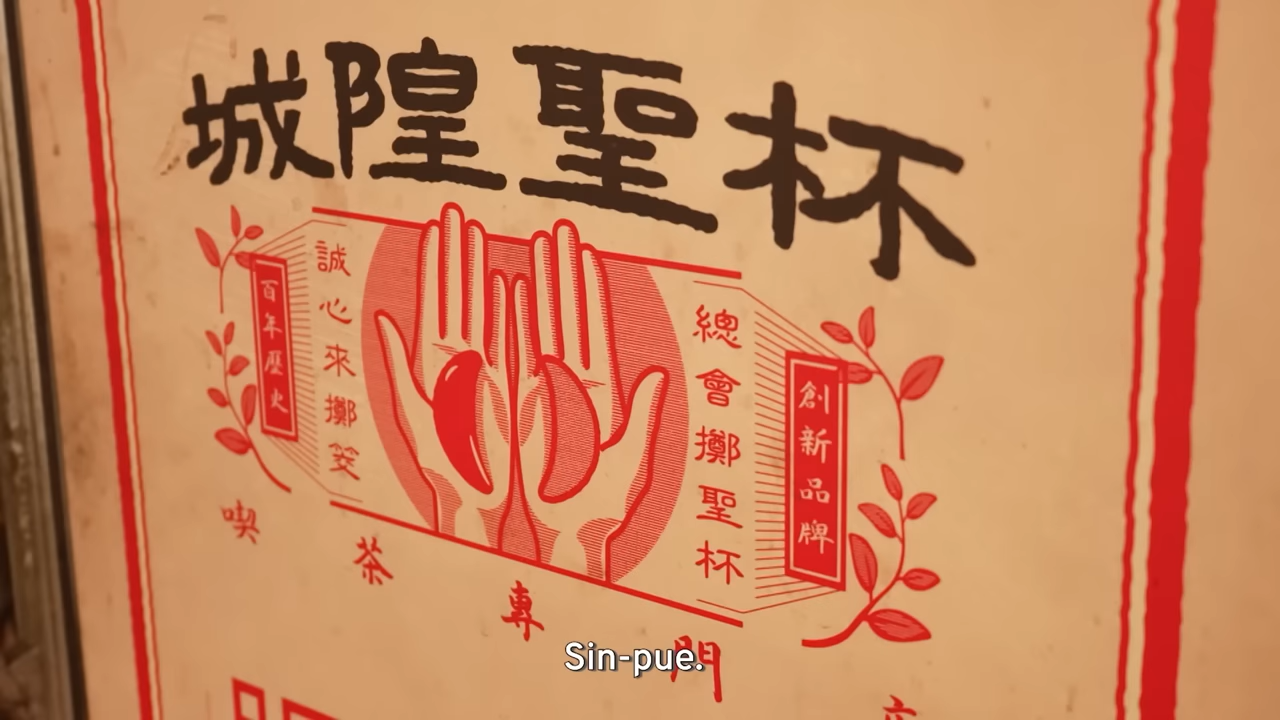 城隍聖杯
百年歷史
誠心來擲筊
總會擲聖杯
創新品牌
喫茶專門
Sin-pue.